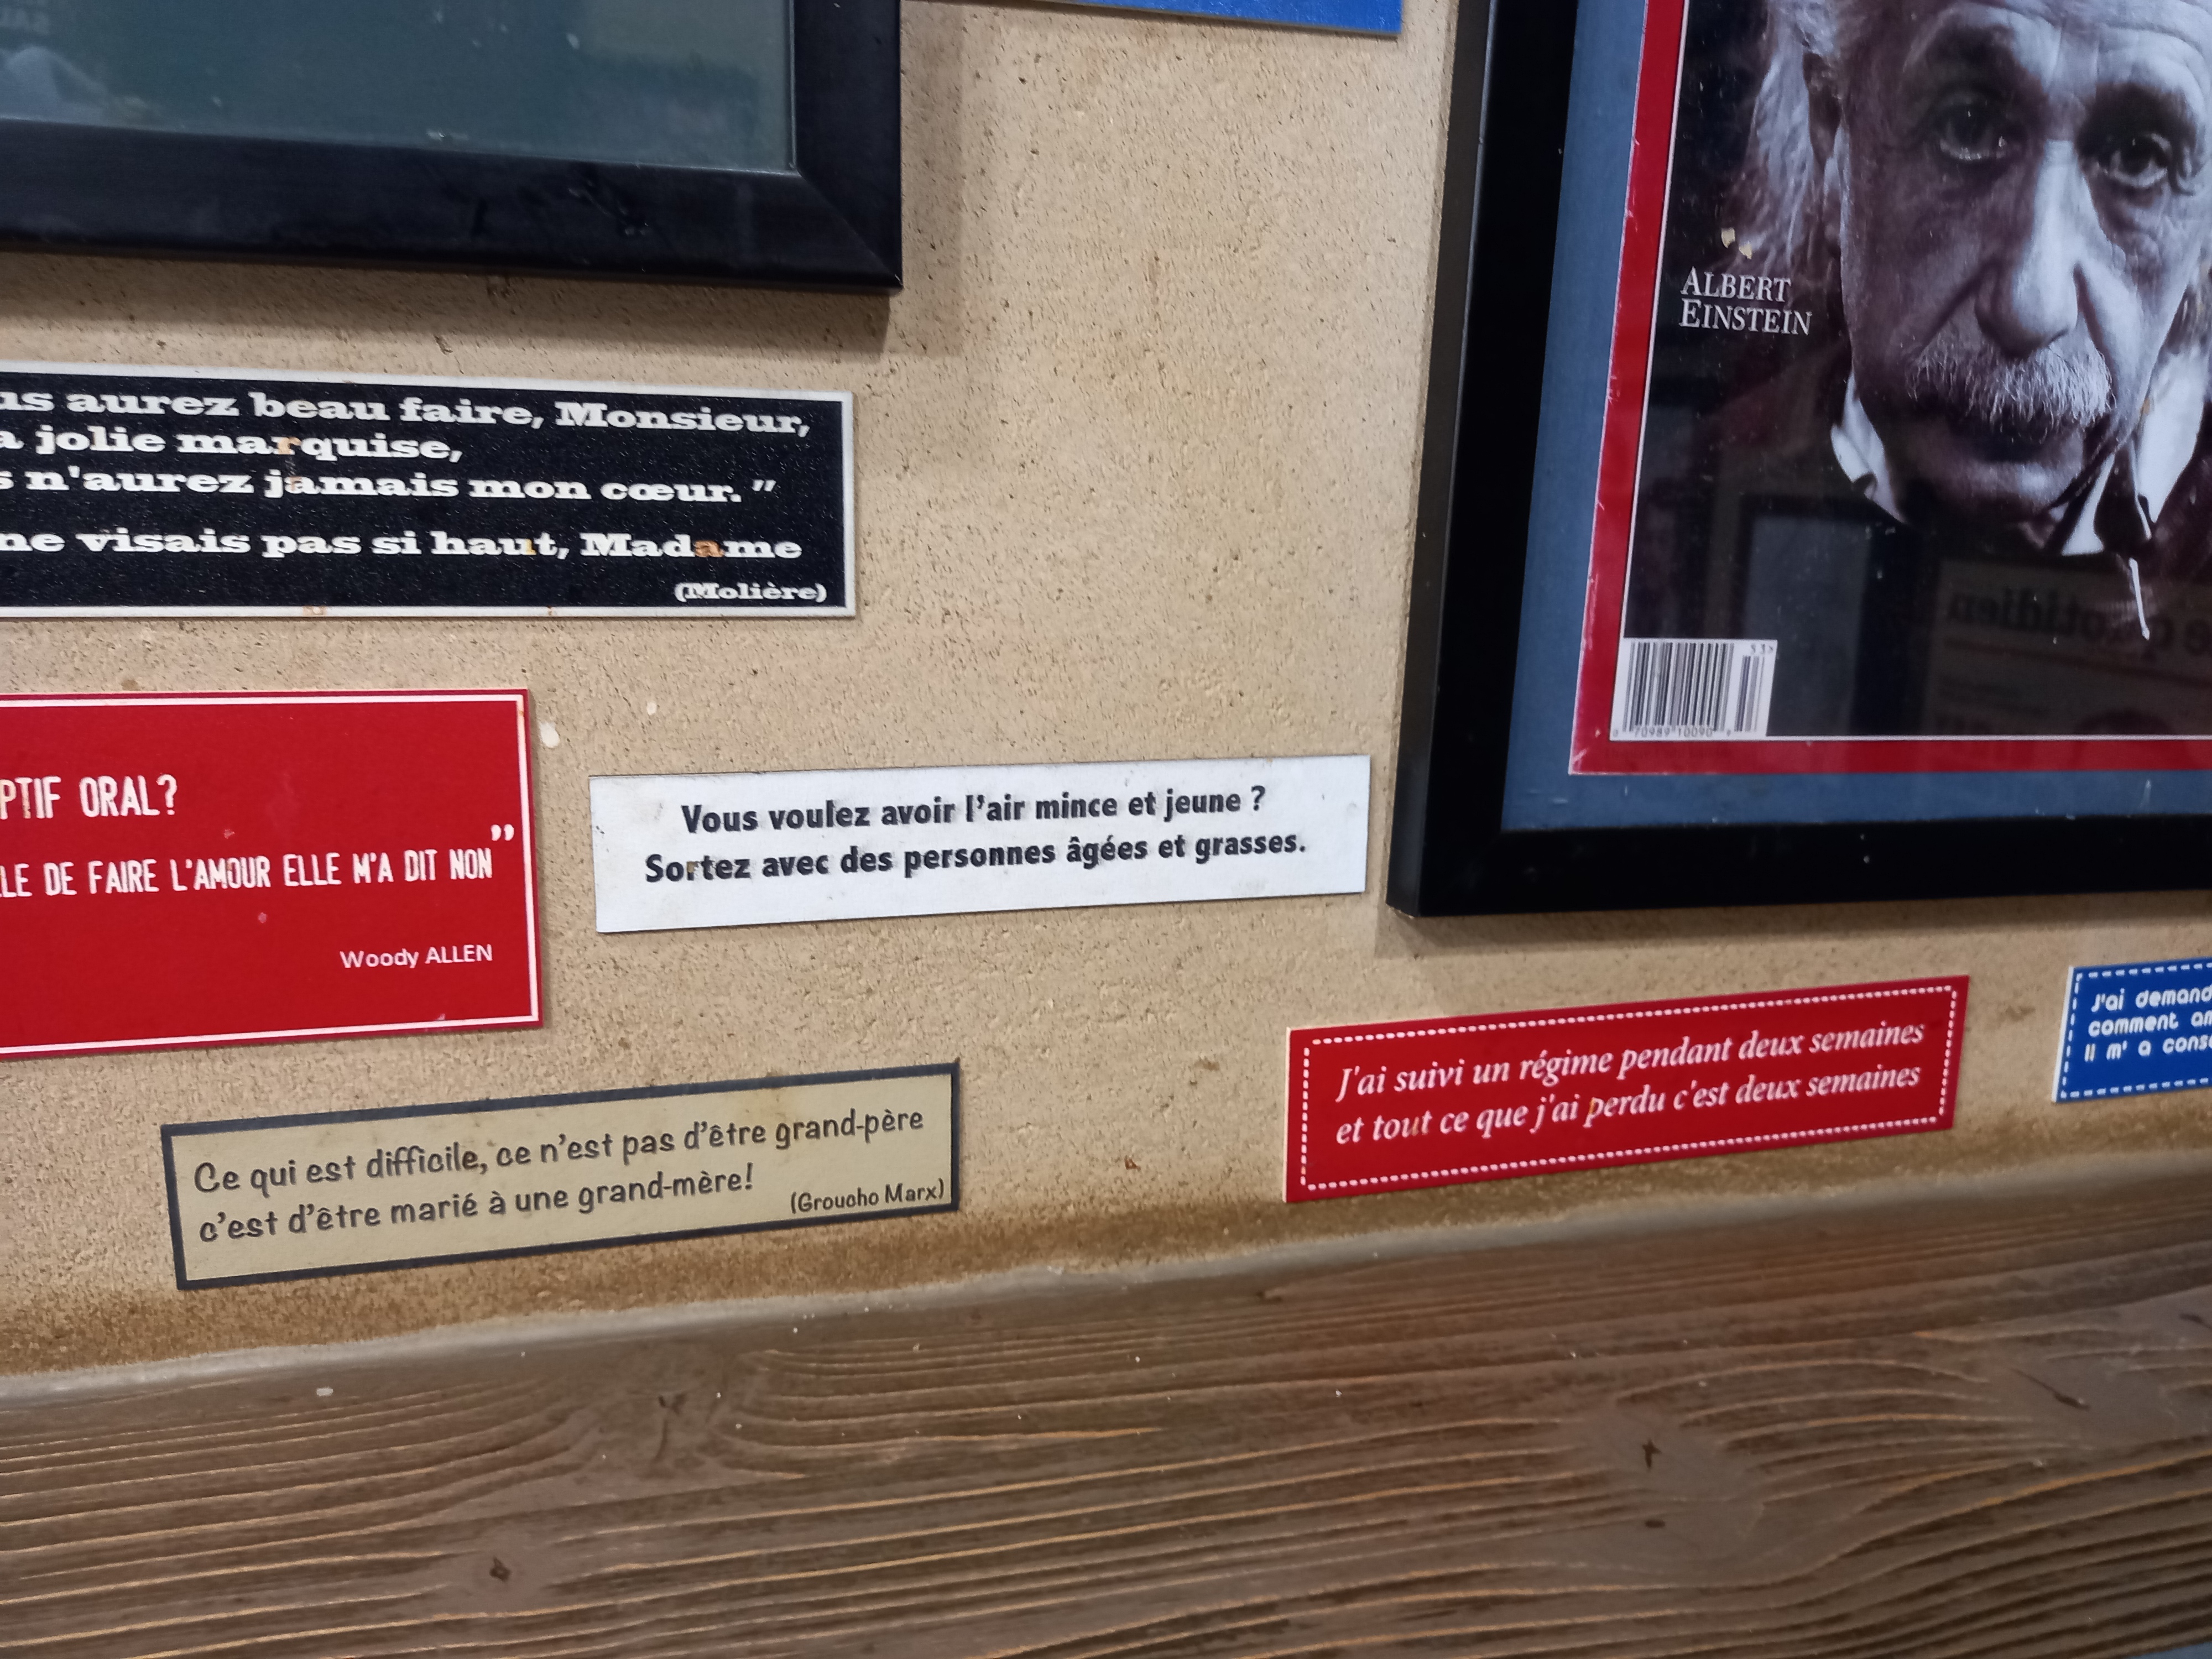 ALBERT
EINSTEIN
aurez beau faire, Monsieur,
jolie marquise,
n'aurez jamais mon cœur. "
ne visais pas si haut, Madame
(Molière)
ORAL?
DE FAIRE L'AMOUR ELLE M'A DIT NON"
Woody ALLEN
Vous voulez avoir l'air mince et jeune ?
Sortez avec des personnes âgées et grasses.
J'ai suivi un régime pendant deux semaines
et tout ce que j'ai perdu c'est deux semaines
J'ai
comment
Il m' a
Ce qui est difficile, ce n'est pas d'être grand-père
c'est d'être marié à une grand-mère!
(Groucho Marx)